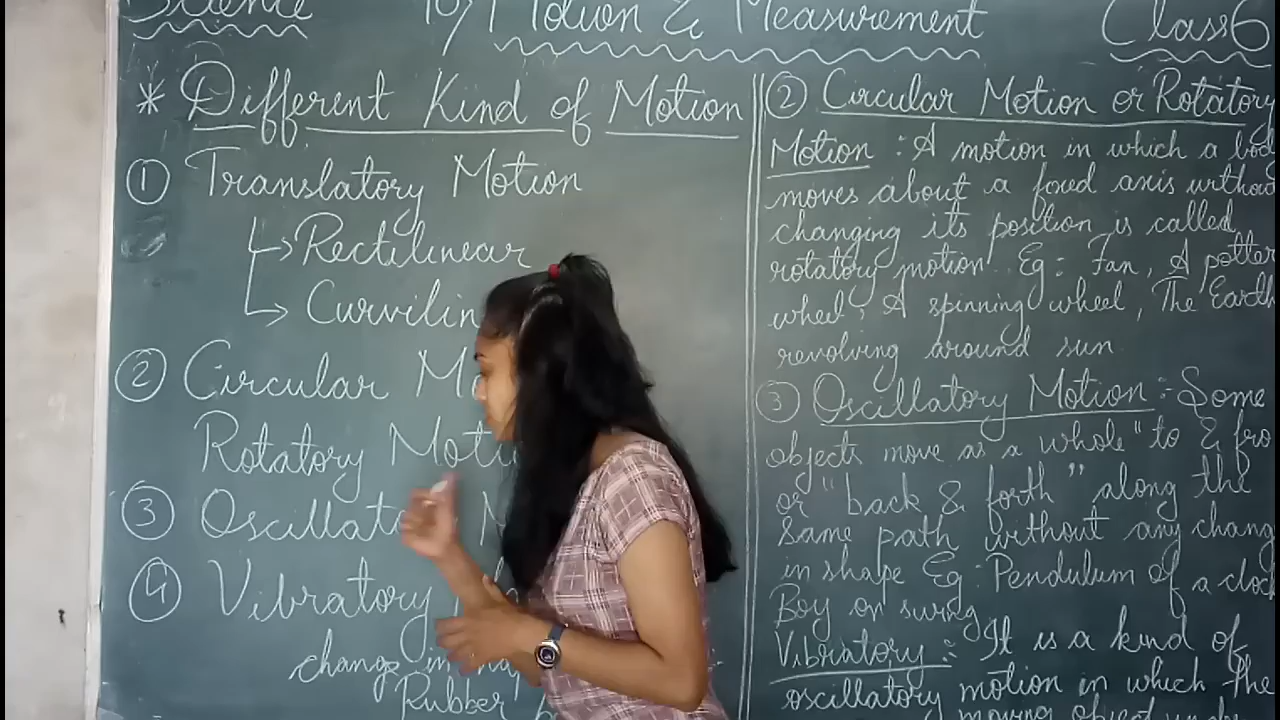 Science 10) Motion & Measurement Class 6
* Different Kind of Motion
① Translatory Motion
↳ Rectilinear
↳ Curvilin
② Circular Mo
Rotatory Moti
③ Oscillato
④ Vibratory
change in
Rubber
② Circular Motion or Rotatory
Motion : A motion in which a bod
moves about a fixed axis withou
changing its position is called
rotatory motion. Eg: Fan, A potter
wheel, A spinning wheel, The Earth
revolving around sun.
③ Oscillatory Motion :- Some
objects move as a whole "to & fro
or "back & forth" along the
Same path without any chang
in shape Eg: Pendulum of a cloc
Boy on swing
Vibratory :- It is a kind of
oscillatory motion in which the
moving object